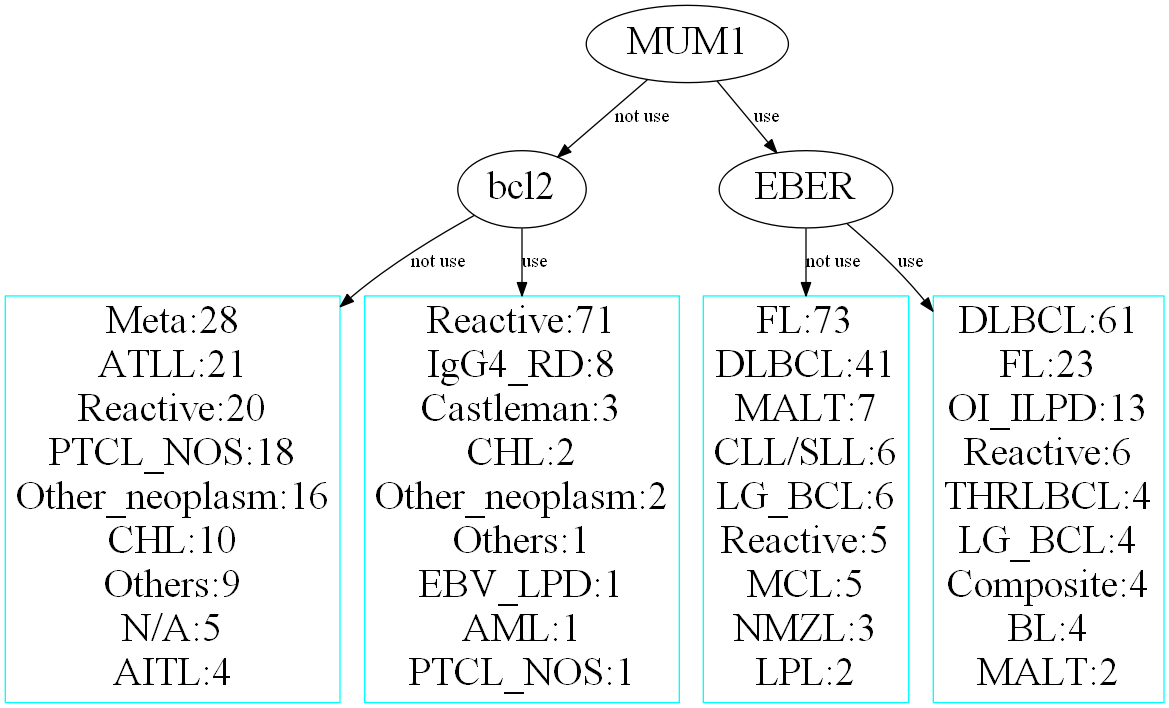 MUM1
not use
use
bcl2
EBER
not use
use
not use
use
Meta:28
ATLL:21
Reactive:20
PTCL_NOS:18
Other_neoplasm:16
CHL:10
Others:9
N/A:5
AITL:4
Reactive:71
IgG4_RD:8
Castleman:3
CHL:2
Other_neoplasm:2
Others:1
EBV_LPD:1
AML:1
PTCL_NOS:1
FL:73
DLBCL:41
MALT:7
CLL/SLL:6
LG_BCL:6
Reactive:5
MCL:5
NMZL:3
LPL:2
DLBCL:61
FL:23
OI_ILPD:13
Reactive:6
THRLBCL:4
LG_BCL:4
Composite:4
BL:4
MALT:2